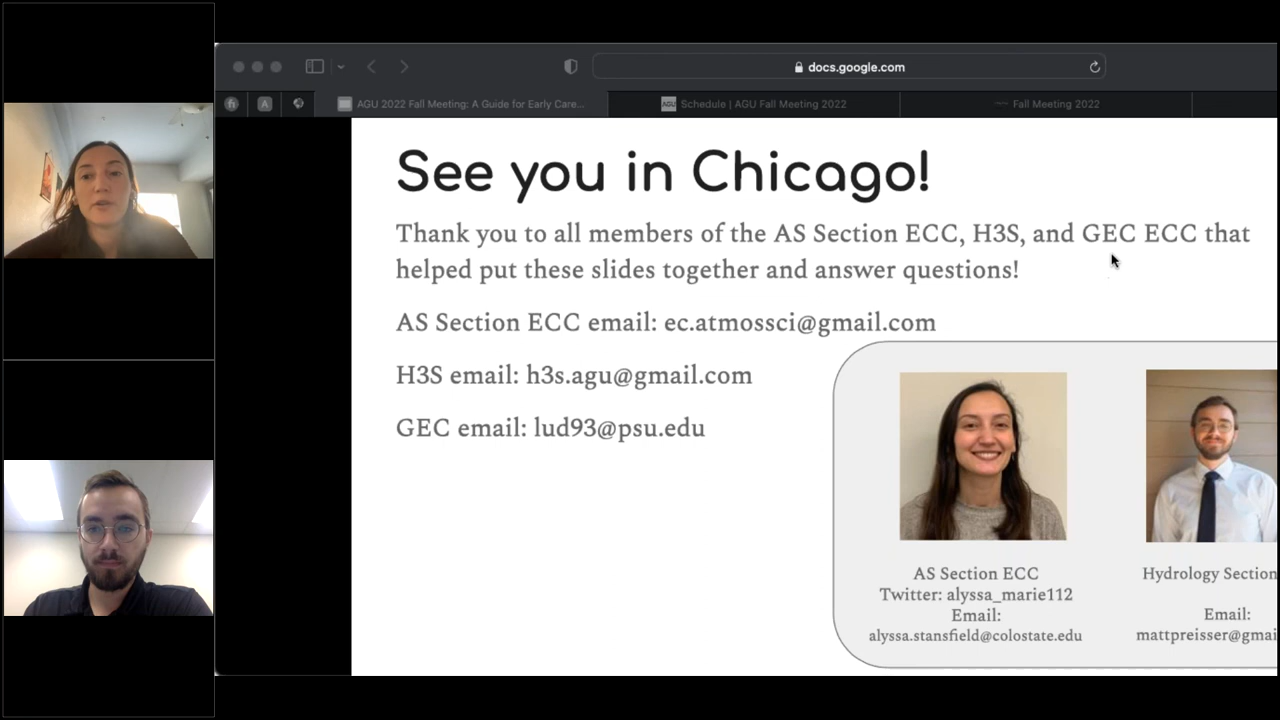 docs.google.com
AGU 2022 Fall Meeting: A Guide for Early Care...
Schedule | AGU Fall Meeting 2022
Fall Meeting 2022
See you in Chicago!
Thank you to all members of the AS Section ECC, H3S, and GEC ECC that
helped put these slides together and answer questions!
AS Section ECC email: ec.atmossci@gmail.com
H3S email: h3s.agu@gmail.com
GEC email: lud93@psu.edu
AS Section ECC
Twitter: alyssa_marie112
Email:
alyssa.stansfield@colostate.edu
Hydrology Section
Email:
mattpreisser@gmai